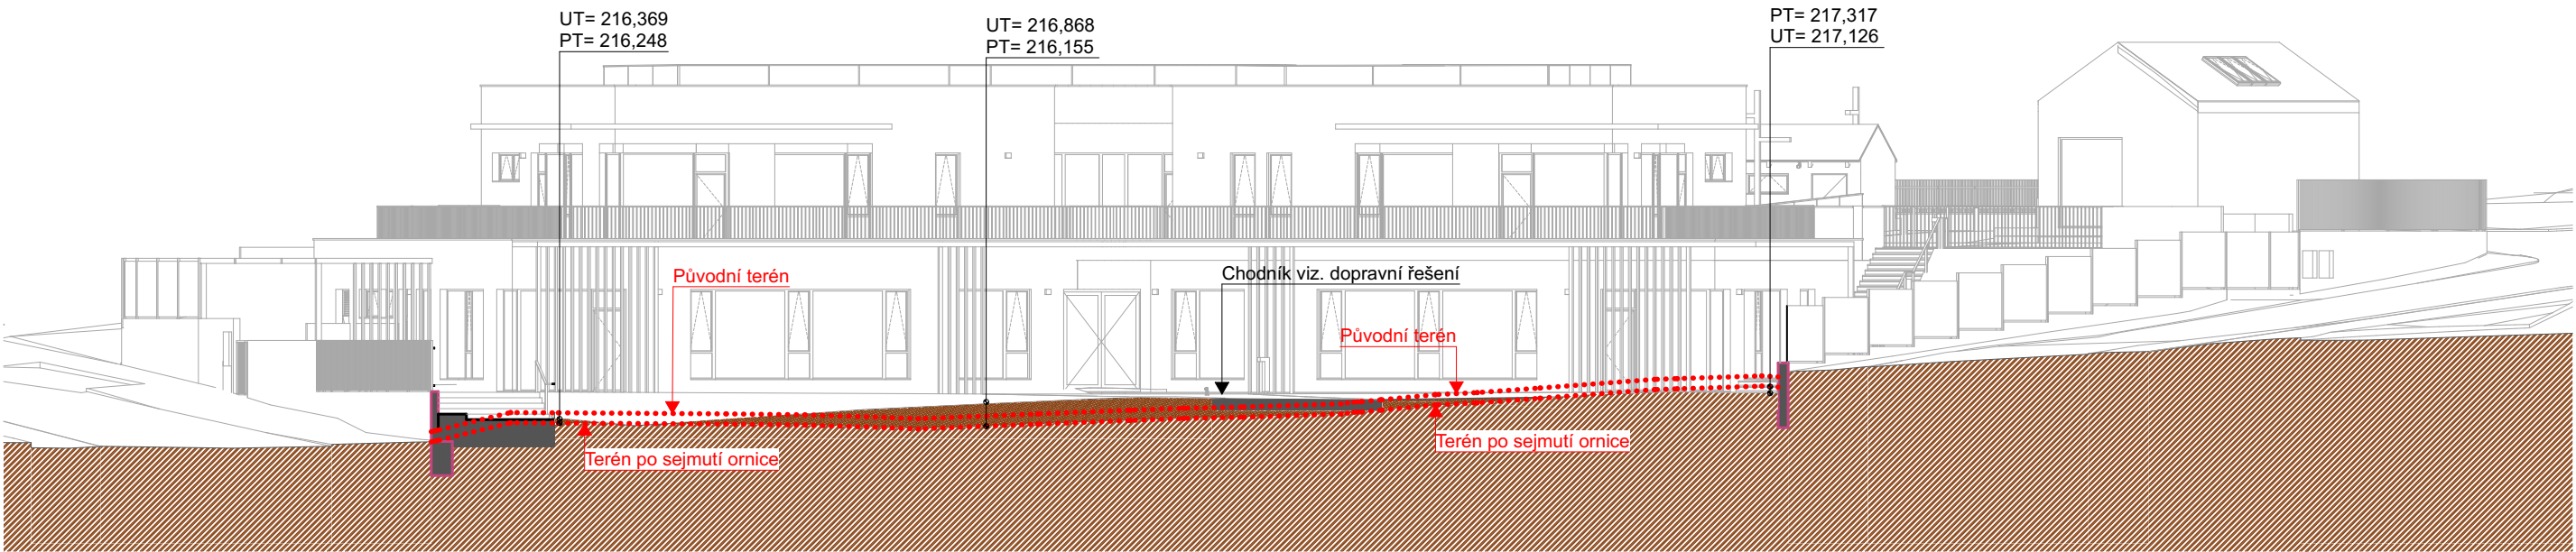 UT= 216,369
PT= 216,248
UT= 216,868
PT= 216,155
PT= 217,317
UT= 217,126
Původní terén
Chodník viz. dopravní řešení
Původní terén
Terén po sejmutí ornice
Terén po sejmutí ornice